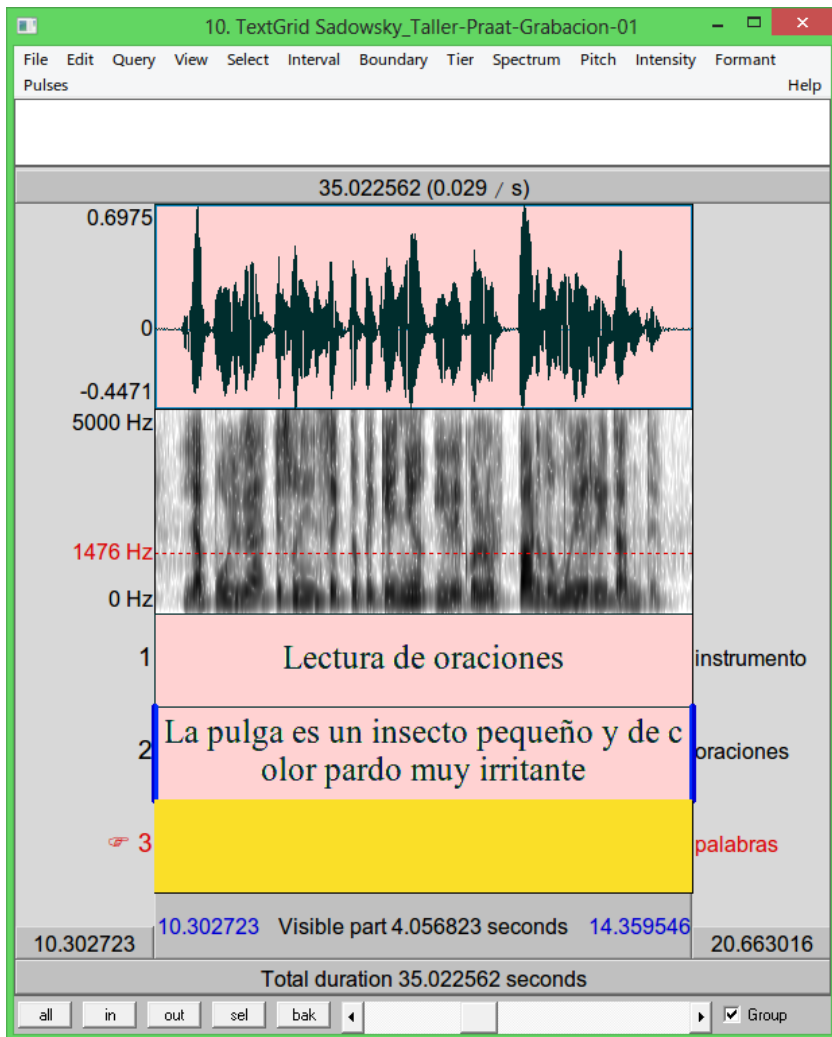 10. TextGrid Sadowsky_Taller-Praat-Grabacion-01
File Edit Query View Select Interval Boundary Tier Spectrum Pitch Intensity Formant
Pulses Help
35.022562 (0.029 / s)
0.6975
0
-0.4471
5000 Hz
1476 Hz
0 Hz
1 Lectura de oraciones instrumento
La pulga es un insecto pequeño y de c
2 oraciones
olor pardo muy irritante
☞ 3 palabras
10.302723 Visible part 4.056823 seconds 14.359546
10.302723 20.663016
Total duration 35.022562 seconds
all in out sel bak Group